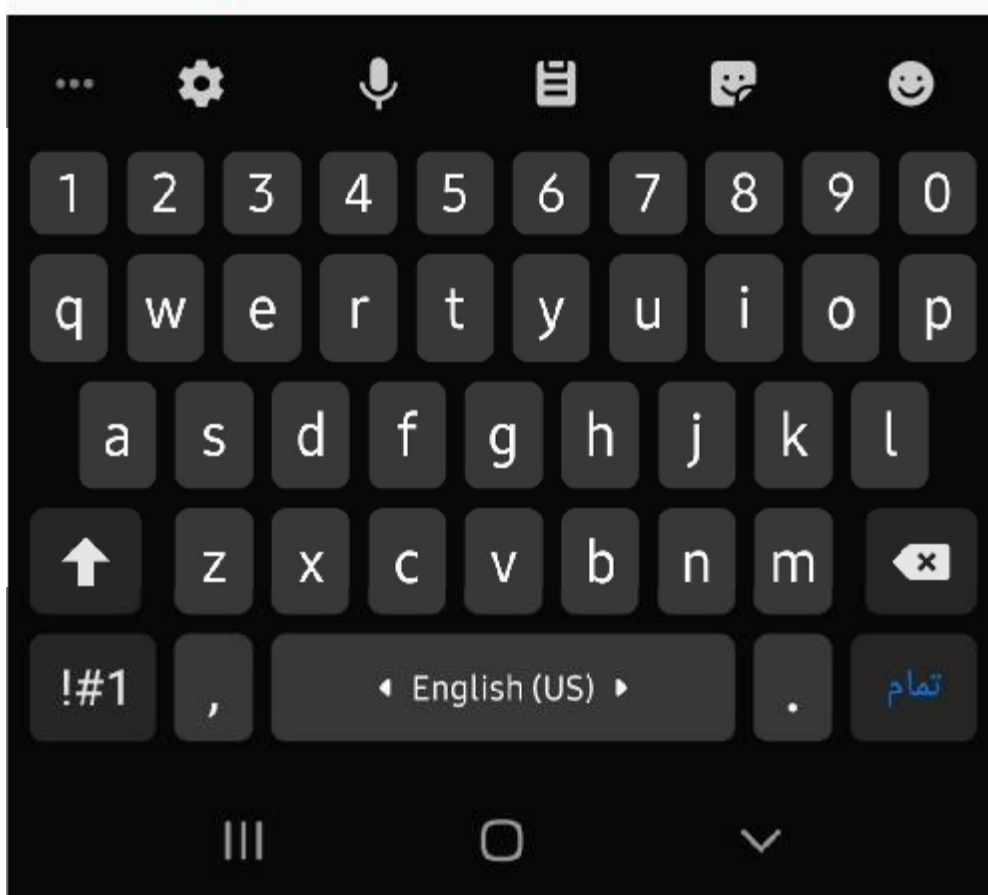 1 2 3 4 5 6 7 8 9 0
q w e r t y u i o p
a s d f g h j k l
z x c v b n m
!#1 , English (US) . تمام